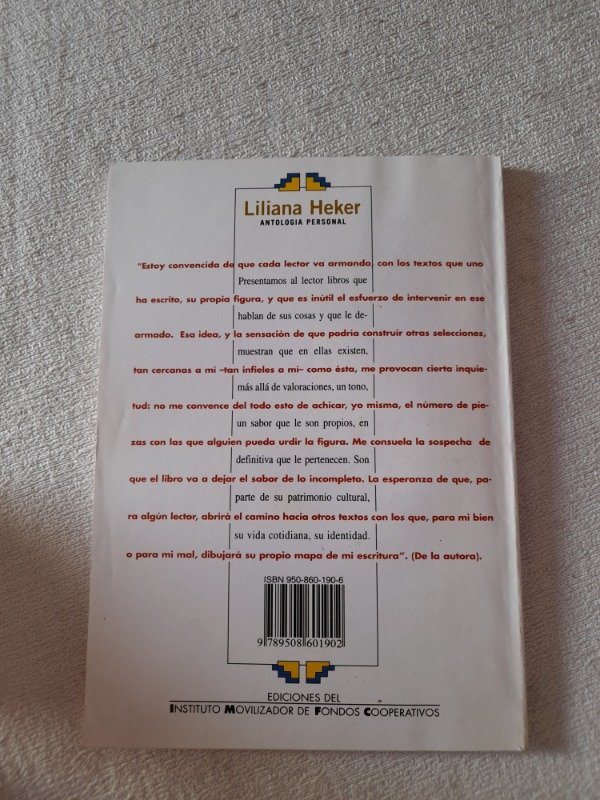 Liliana Heker
ANTOLOGIA PERSONAL
"Estoy convencida de que cada lector va armando, con los textos que uno
Presentamos al lector libros que
ha escrito, su propia figura, y que es inútil el esfuerzo de intervenir en ese
hablan de sus cosas y que le de-
armado. Esa idea, y la sensación de que podría construir otras selecciones,
muestran que en ellas existen,
tan cercanas a mí –tan infieles a mí– como ésta, me provocan cierta inquie-
más allá de valoraciones, un tono,
tud: no me convence del todo esto de achicar, yo misma, el número de pie-
un sabor que le son propios, en
zas con las que alguien pueda urdir la figura. Me consuela la sospecha de
definitiva que le pertenecen. Son
que el libro va a dejar el sabor de lo incompleto. La esperanza de que, pa-
parte de su patrimonio cultural,
ra algún lector, abrirá el camino hacia otros textos con los que, para mi bien
su vida cotidiana, su identidad.
o para mi mal, dibujará su propio mapa de mi escritura". (De la autora).
ISBN 950-860-190-6
9 789508 601902
EDICIONES DEL
INSTITUTO MOVILIZADOR DE FONDOS COOPERATIVOS